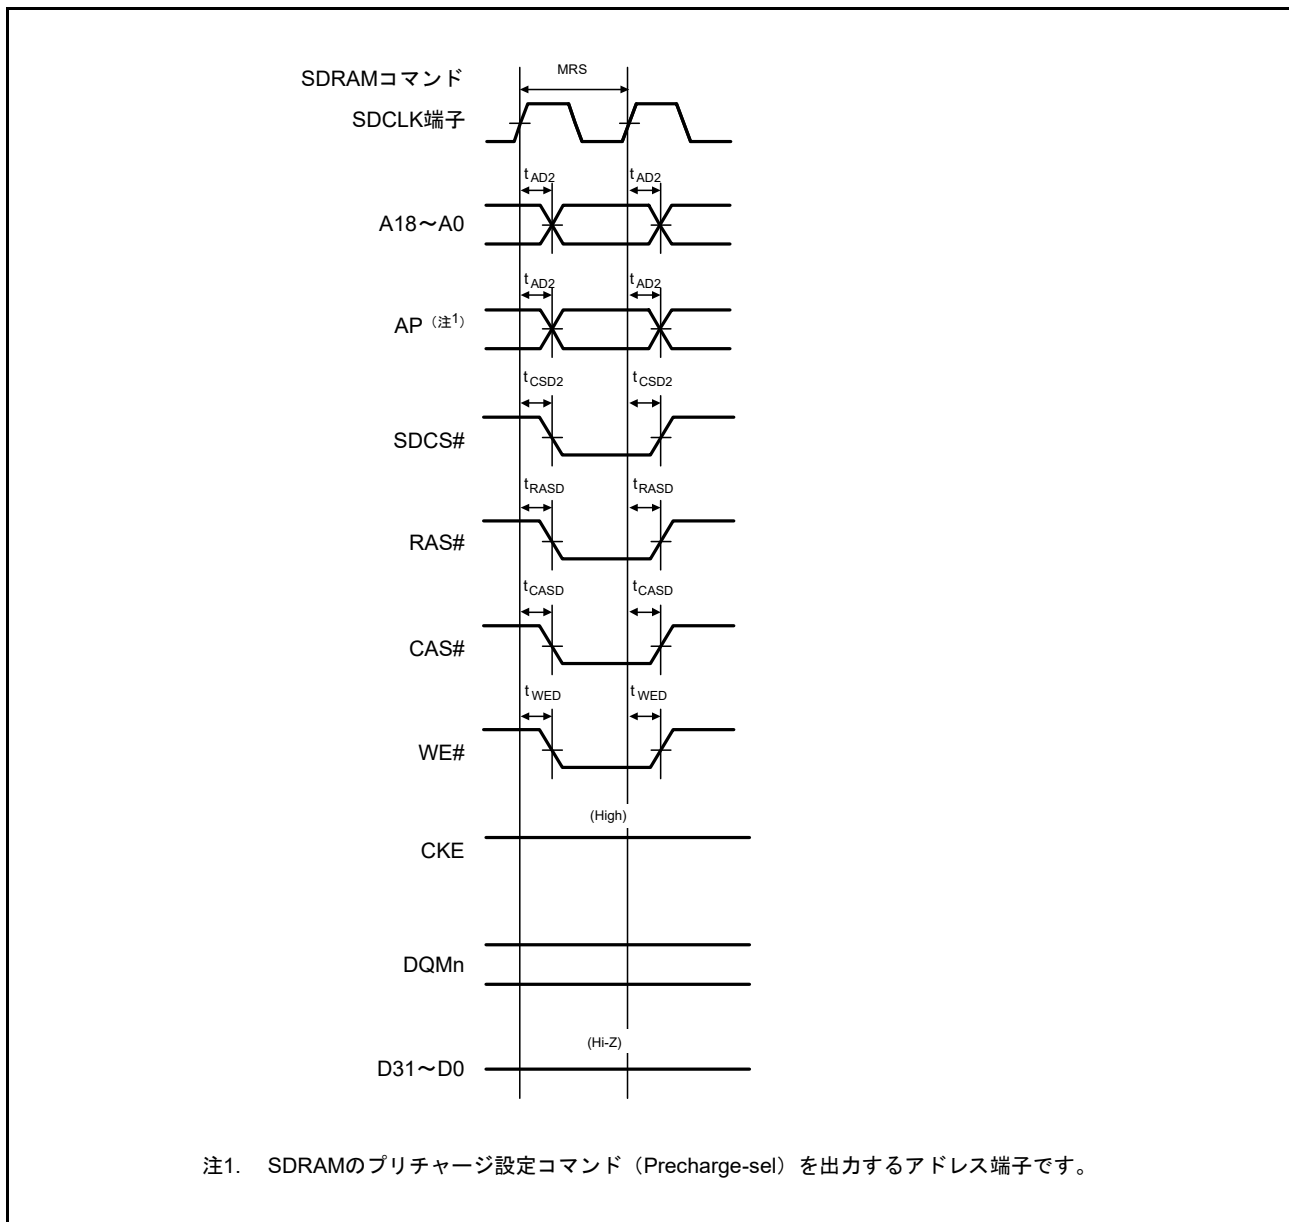 SDRAMコマンド MRS
SDCLK端子
tAD2 tAD2
A18～A0
tAD2 tAD2
AP（注1）
tCSD2 tCSD2
SDCS#
tRASD tRASD
RAS#
tCASD tCASD
CAS#
tWED tWED
WE#
(High)
CKE
DQMn
(Hi-Z)
D31～D0
注1. SDRAMのプリチャージ設定コマンド（Precharge-sel）を出力するアドレス端子です。